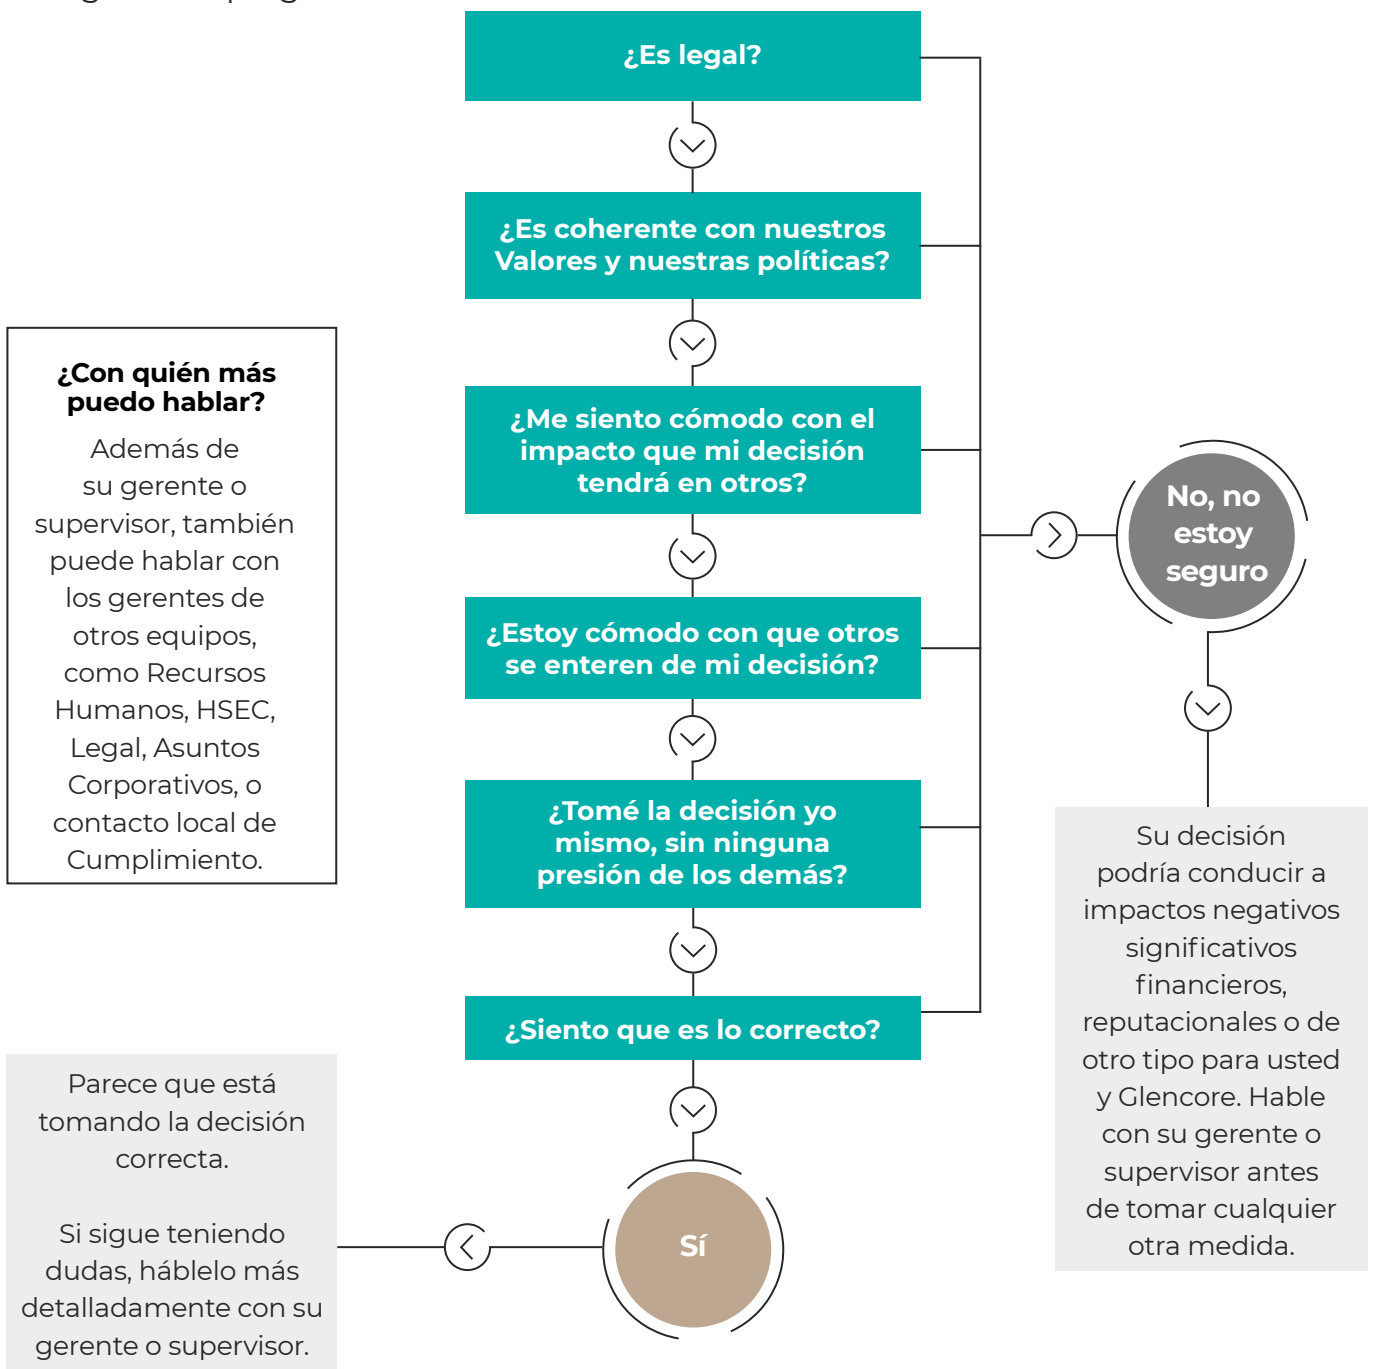 ¿Es legal?
¿Es coherente con nuestros
Valores y nuestras políticas?
¿Me siento cómodo con el
impacto que mi decisión
tendrá en otros?
¿Estoy cómodo con que otros
se enteren de mi decisión?
¿Tomé la decisión yo
mismo, sin ninguna
presión de los demás?
¿Siento que es lo correcto?
Sí
No, no
estoy
seguro
Su decisión
podría conducir a
impactos negativos
significativos
financieros,
reputacionales o de
otro tipo para usted
y Glencore. Hable
con su gerente o
supervisor antes
de tomar cualquier
otra medida.
¿Con quién más
puedo hablar?
Además de
su gerente o
supervisor, también
puede hablar con
los gerentes de
otros equipos,
como Recursos
Humanos, HSEC,
Legal, Asuntos
Corporativos, o
contacto local de
Cumplimiento.
Parece que está
tomando la decisión
correcta.
Si sigue teniendo
dudas, háblelo más
detalladamente con su
gerente o supervisor.